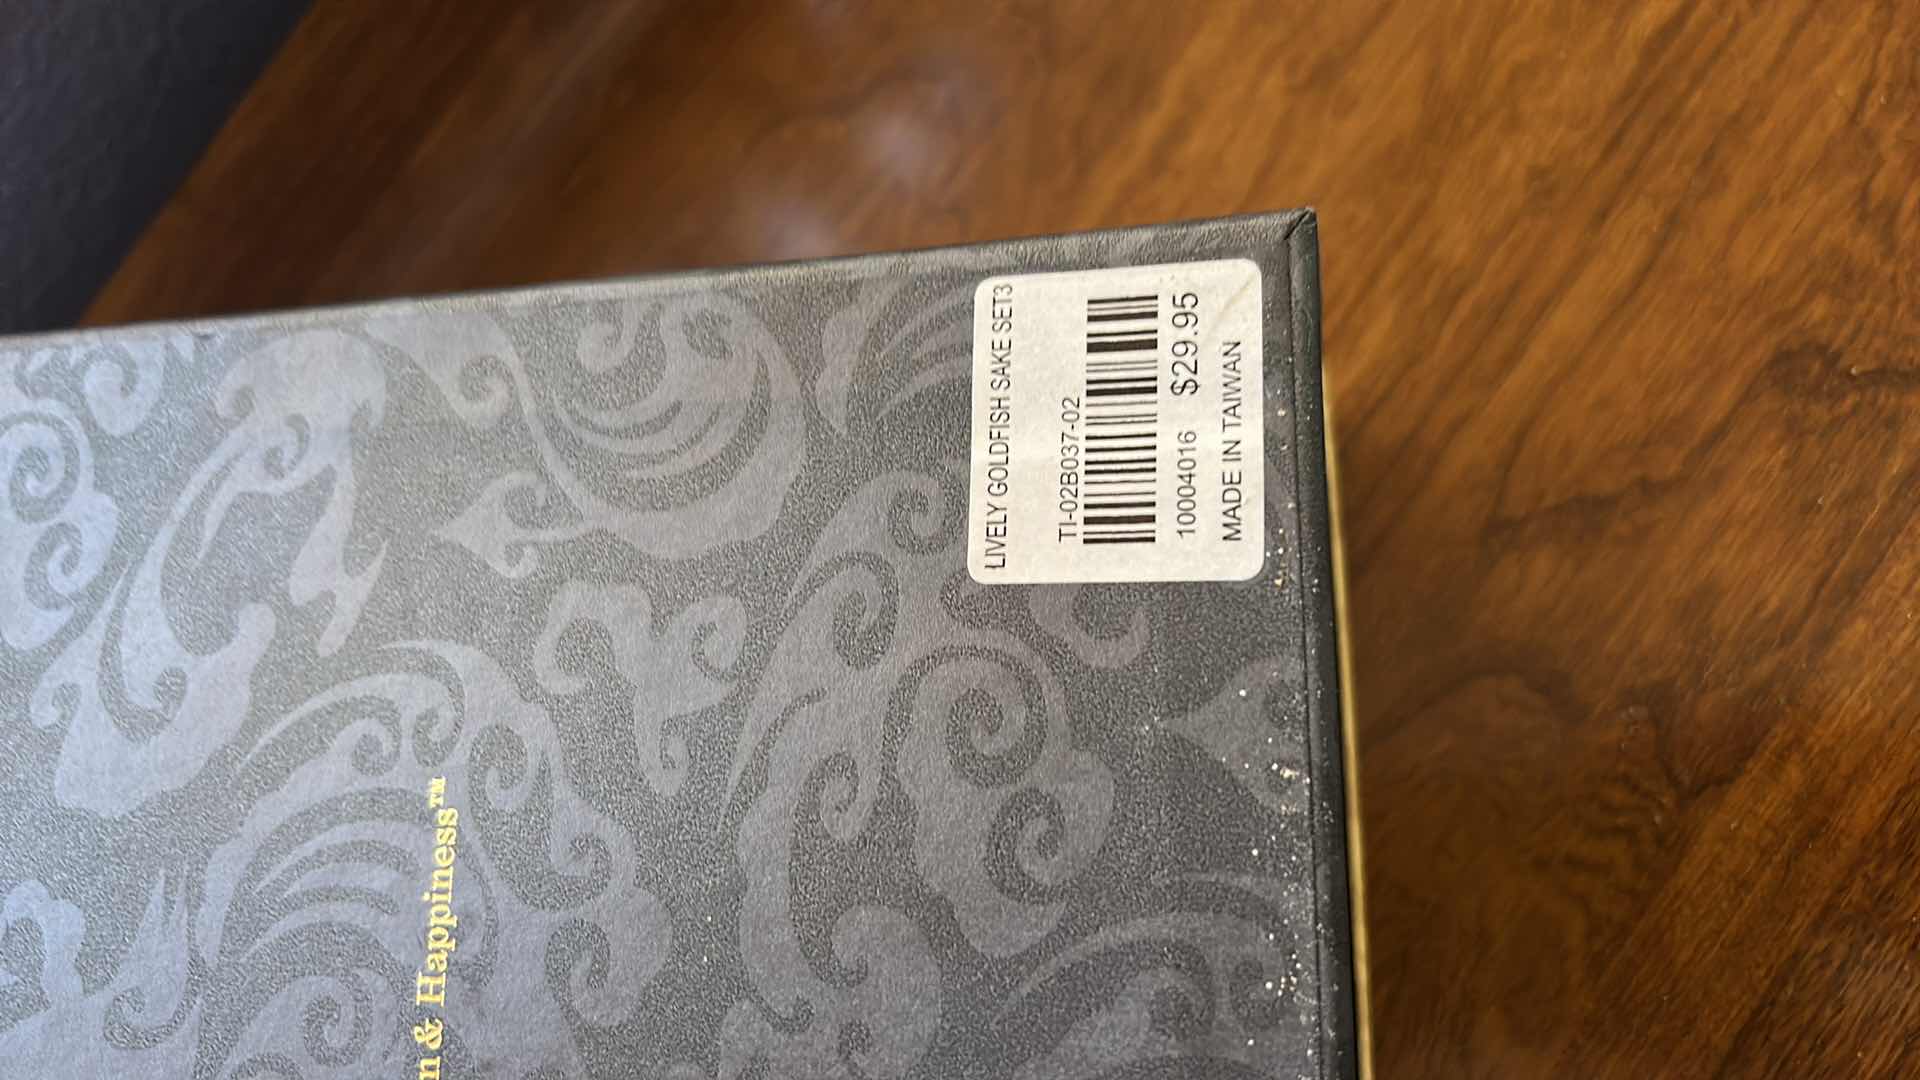 LIVELY GOLDFISH SAKE SET3
TI-02B037-02
10004016 $29.95
MADE IN TAIWAN
n & Happiness™